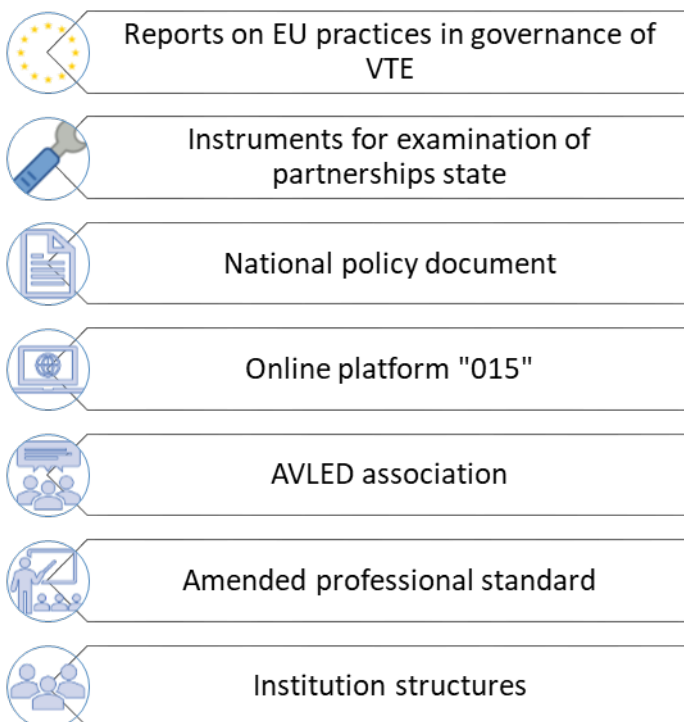 Reports on EU practices in governance of
VTE
Instruments for examination of
partnerships state
National policy document
Online platform "015"
AVLED association
Amended professional standard
Institution structures